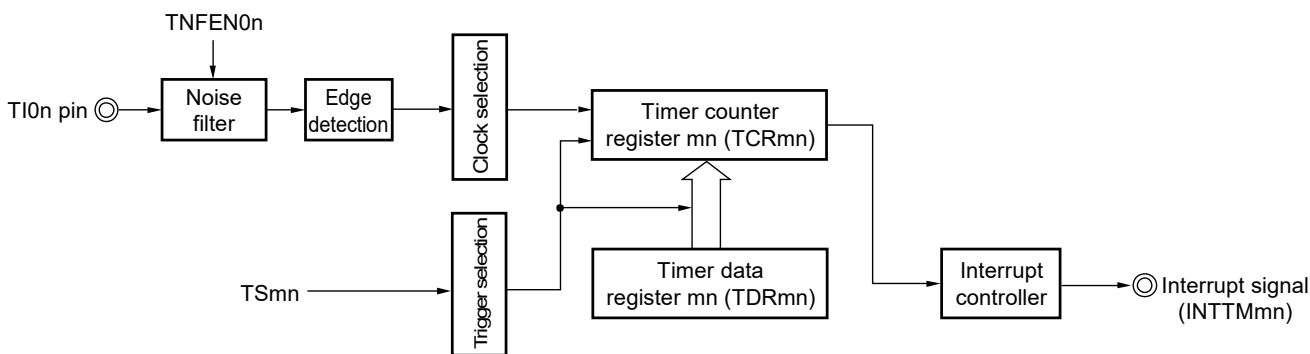 TNFEN0n
TI0n pin
Noise
filter
Edge
detection
Clock selection
Timer counter
register mn (TCRmn)
TSmn
Trigger selection
Timer data
register mn (TDRmn)
Interrupt
controller
Interrupt signal
(INTTMmn)